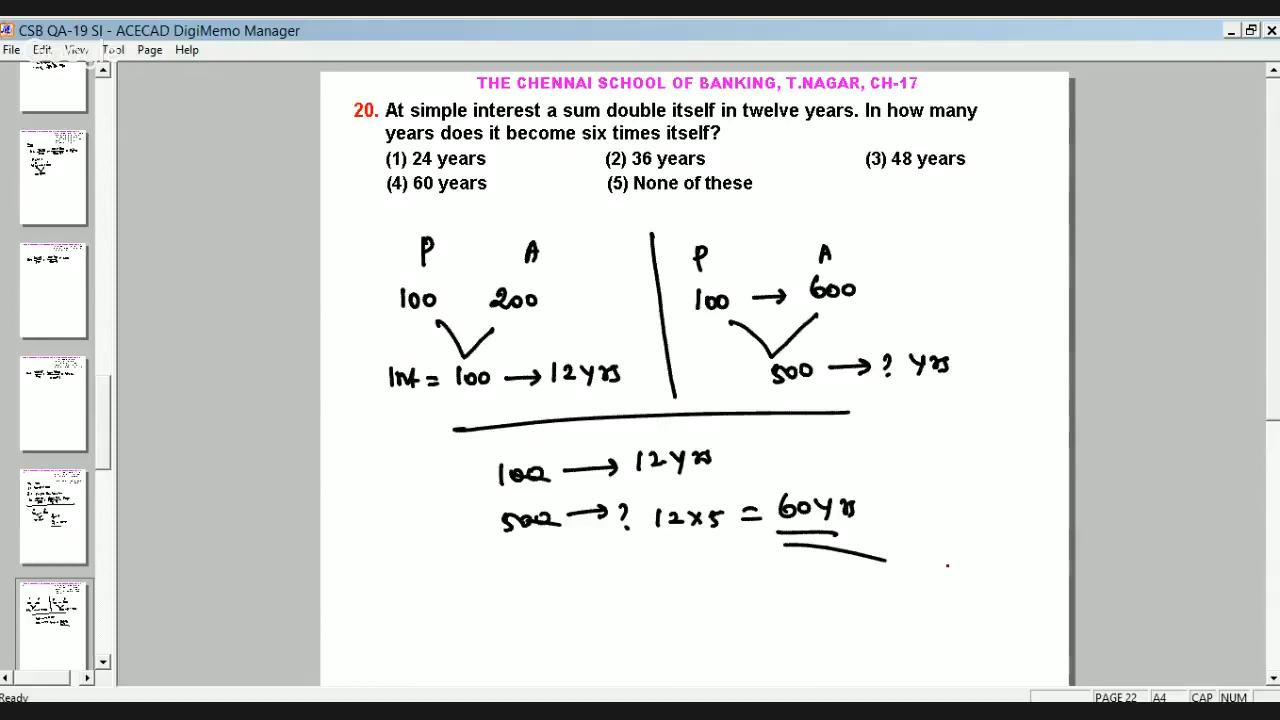 CSB QA-19 SI - ACECAD DigiMemo Manager
File Edit View Tool Page Help
THE CHENNAI SCHOOL OF BANKING, T.NAGAR, CH-17
20. At simple interest a sum double itself in twelve years. In how many
years does it become six times itself?
(1) 24 years (2) 36 years (3) 48 years
(4) 60 years (5) None of these
P A P A
100 200 100 → 600
Int = 100 → 12 yrs 500 → ? yrs
100 → 12 yrs
500 → ? 12 × 5 = 60 yrs
Ready PAGE 22 A4 CAP NUM